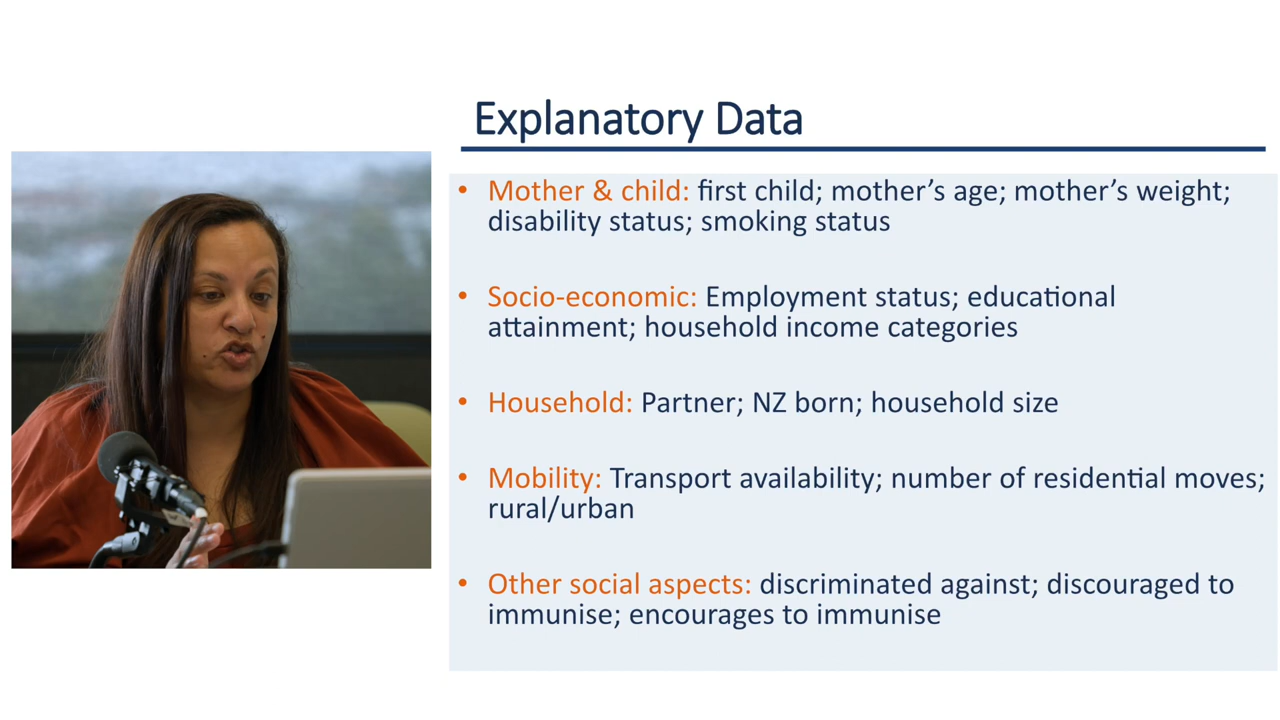 Explanatory Data
• Mother & child: first child; mother’s age; mother’s weight;
disability status; smoking status
• Socio-economic: Employment status; educational
attainment; household income categories
• Household: Partner; NZ born; household size
• Mobility: Transport availability; number of residential moves;
rural/urban
• Other social aspects: discriminated against; discouraged to
immunise; encourages to immunise